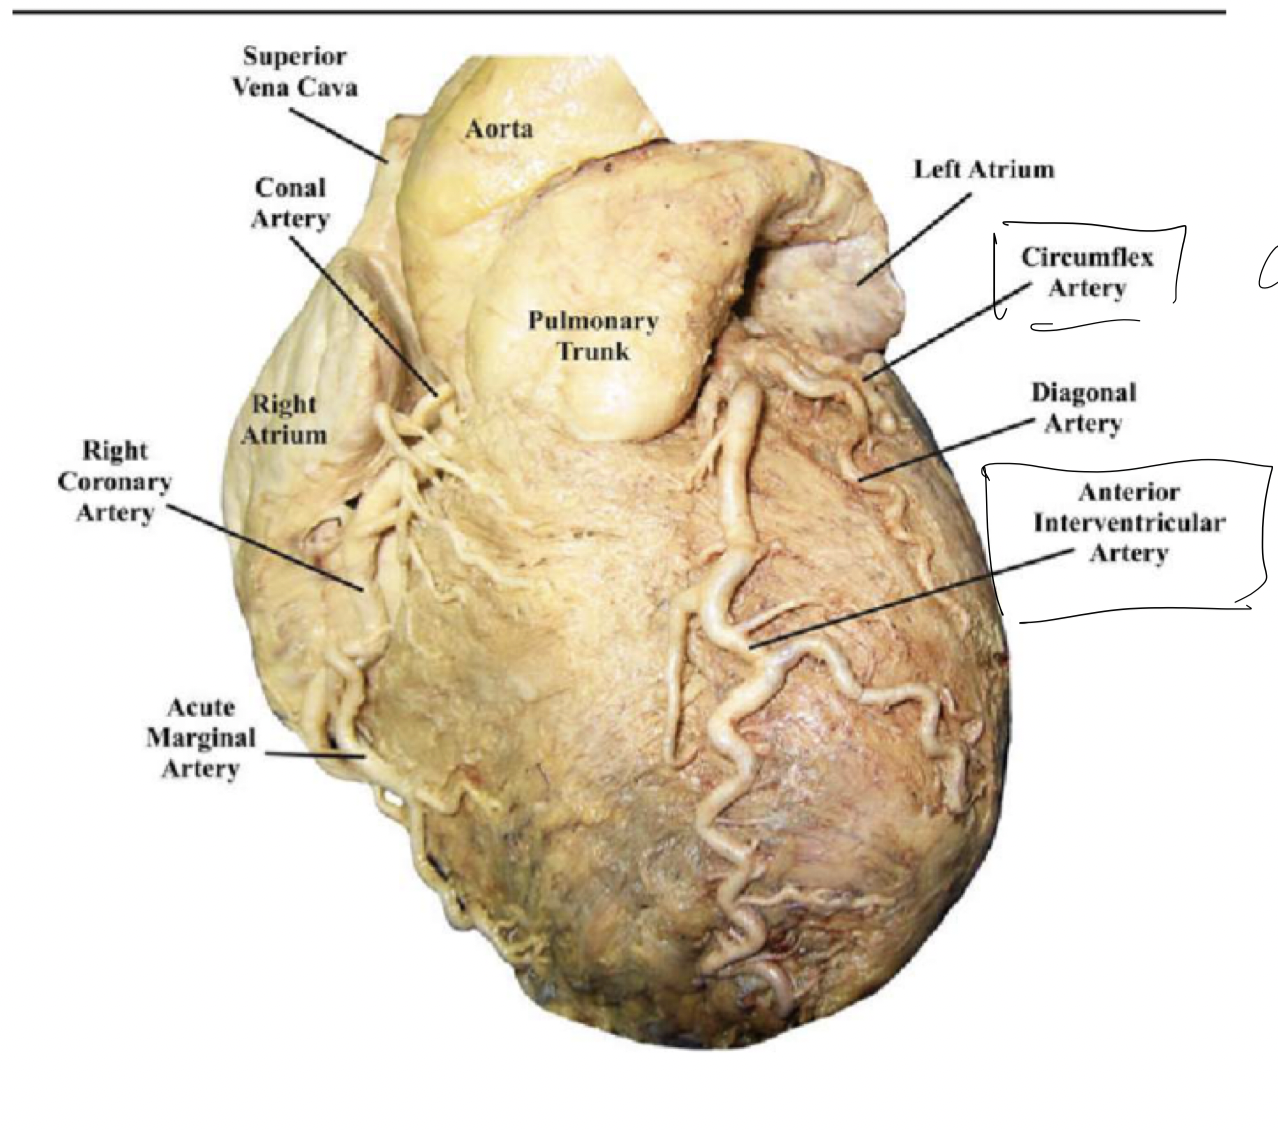 Superior
Vena Cava
Aorta
Conal
Artery
Left Atrium
Circumflex
Artery
Pulmonary
Trunk
Diagonal
Artery
Right
Atrium
Right
Coronary
Artery
Anterior
Interventricular
Artery
Acute
Marginal
Artery